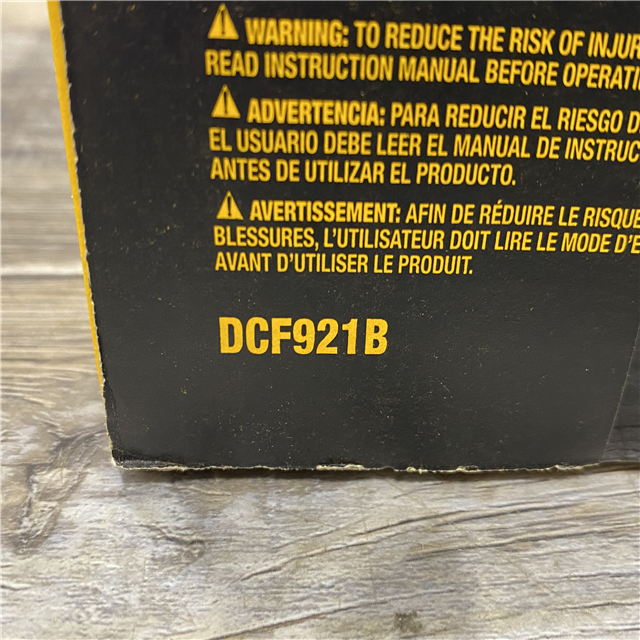 WARNING: TO REDUCE THE RISK OF
READ INSTRUCTION MANUAL BEFORE
ADVERTENCIA: PARA REDUCIR EL RIESGO
EL USUARIO DEBE LEER EL MANUAL DE
ANTES DE UTILIZAR EL PRODUCTO.
AVERTISSEMENT: AFIN DE RÉDUIRE LE
BLESSURES, L'UTILISATEUR DOIT LIRE LE MODE
AVANT D'UTILISER LE PRODUIT.
DCF921B